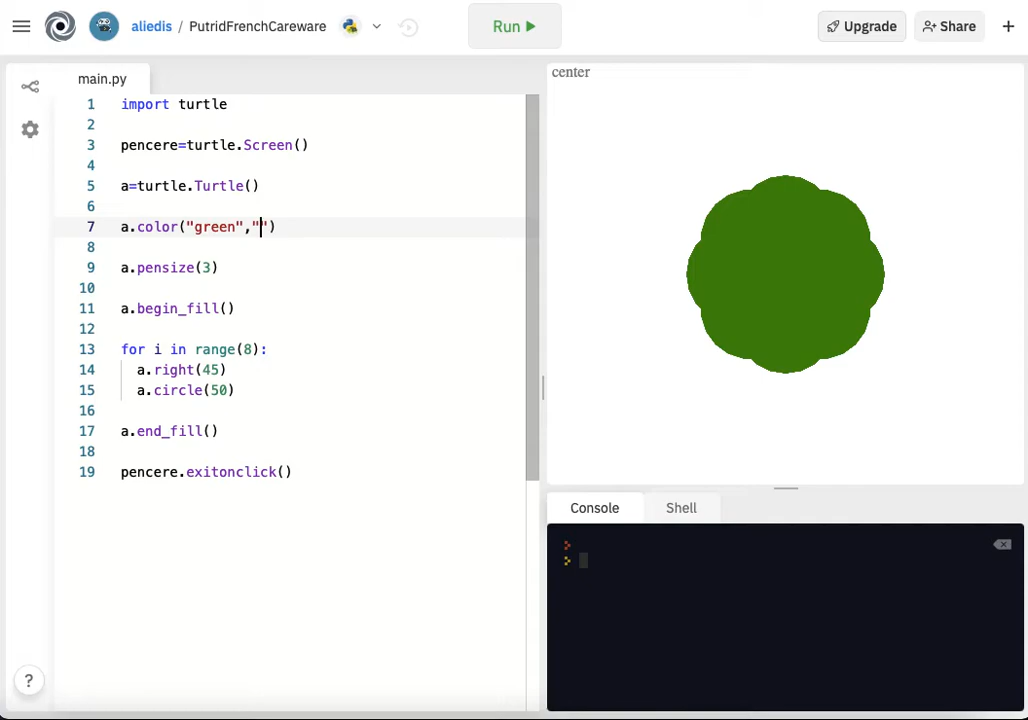 aliedis / PutridFrenchCareware
Run
Upgrade
Share
main.py
center
1 import turtle
2
3 pencere=turtle.Screen()
4
5 a=turtle.Turtle()
6
7 a.color("green","")
8
9 a.pensize(3)
10
11 a.begin_fill()
12
13 for i in range(8):
14 a.right(45)
15 a.circle(50)
16
17 a.end_fill()
18
19 pencere.exitonclick()
Console
Shell
>
>
?